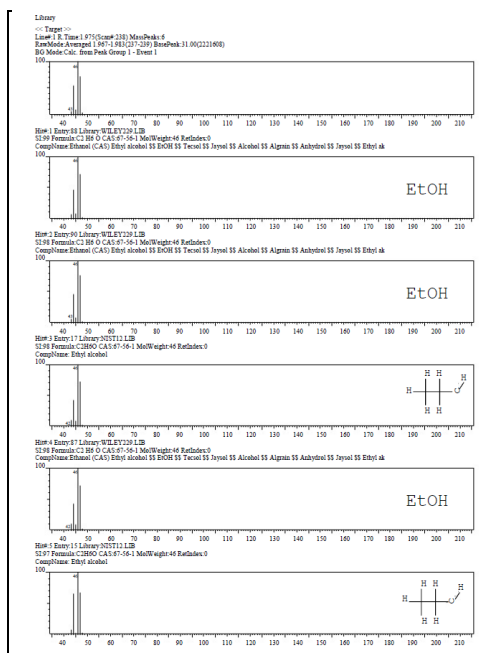 Library
<< Target >>
Line#:1 R.Time:1.975(Scan#:238) MassPeaks:6
RawMode:Averaged 1.967-1.983(237-239) BasePeak:31.00(2221608)
BG Mode:Calc. from Peak Group 1 - Event 1
100
46
43
40 50 60 70 80 90 100 110 120 130 140 150 160 170 180 190 200 210
Hit#:1 Entry:88 Library:WILEY229.LIB
SI:99 Formula:C2 H6 O CAS:67-56-1 MolWeight:46 RetIndex:0
CompName:Ethanol (CAS) Ethyl alcohol $$ EtOH $$ Tecsol $$ Jaysol $$ Alcohol $$ Algrain $$ Anhydrol $$ Jaysol $$ Ethyl ak
100
46
EtOH
40 50 60 70 80 90 100 110 120 130 140 150 160 170 180 190 200 210
Hit#:2 Entry:90 Library:WILEY229.LIB
SI:98 Formula:C2 H6 O CAS:67-56-1 MolWeight:46 RetIndex:0
CompName:Ethanol (CAS) Ethyl alcohol $$ EtOH $$ Tecsol $$ Jaysol $$ Alcohol $$ Algrain $$ Anhydrol $$ Jaysol $$ Ethyl ak
100
46
43
EtOH
40 50 60 70 80 90 100 110 120 130 140 150 160 170 180 190 200 210
Hit#:3 Entry:17 Library:NIST12.LIB
SI:98 Formula:C2H6O CAS:67-56-1 MolWeight:46 RetIndex:0
CompName: Ethyl alcohol
100
46
42
H H H
H O
H H
40 50 60 70 80 90 100 110 120 130 140 150 160 170 180 190 200 210
Hit#:4 Entry:87 Library:WILEY229.LIB
SI:98 Formula:C2 H6 O CAS:67-56-1 MolWeight:46 RetIndex:0
CompName:Ethanol (CAS) Ethyl alcohol $$ EtOH $$ Tecsol $$ Jaysol $$ Alcohol $$ Algrain $$ Anhydrol $$ Jaysol $$ Ethyl ak
100
46
42
EtOH
40 50 60 70 80 90 100 110 120 130 140 150 160 170 180 190 200 210
Hit#:5 Entry:15 Library:NIST12.LIB
SI:97 Formula:C2H6O CAS:67-56-1 MolWeight:46 RetIndex:0
CompName: Ethyl alcohol
100
46
H H H
H O
H H
40 50 60 70 80 90 100 110 120 130 140 150 160 170 180 190 200 210